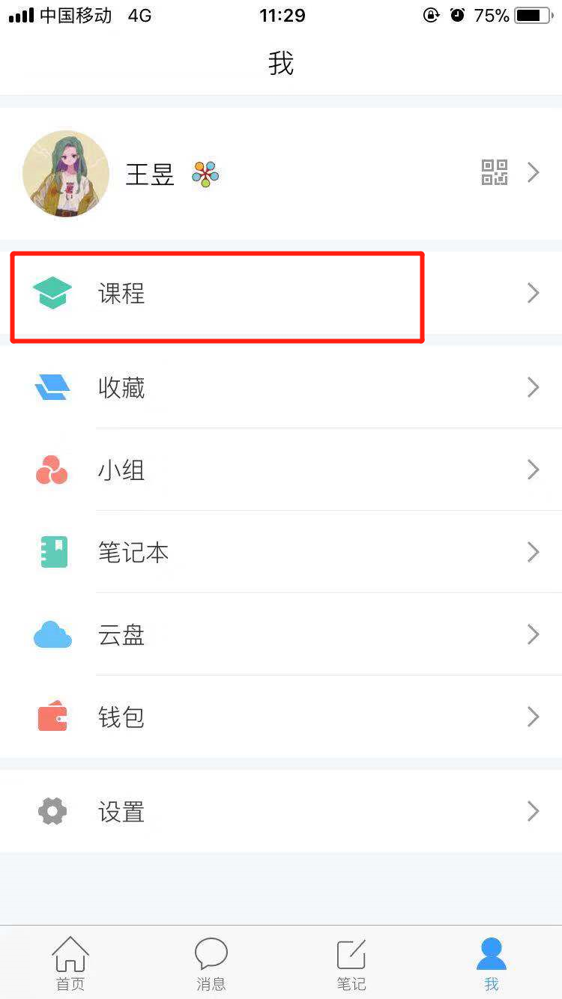 中国移动 4G 11:29 75%
我
王昱
课程
收藏
小组
笔记本
云盘
钱包
设置
首页 消息 笔记 我